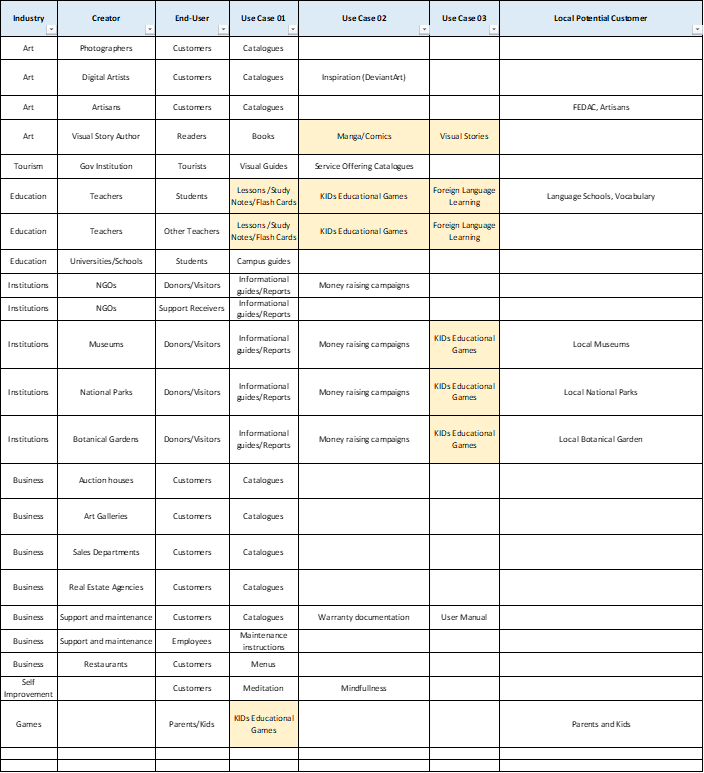 Industry Creator End-User Use Case 01 Use Case 02 Use Case 03 Local Potential Customer
Art Photographers Customers Catalogues
Art Digital Artists Customers Catalogues Inspiration (DeviantArt)
Art Artisans Customers Catalogues FEDAC, Artisans
Art Visual Story Author Readers Books Manga/Comics Visual Stories
Tourism Gov Institution Tourists Visual Guides Service Offering Catalogues
Education Teachers Students Lessons /Study
Notes/Flash Cards KIDs Educational Games Foreign Language
Learning Language Schools, Vocabulary
Education Teachers Other Teachers Lessons /Study
Notes/Flash Cards KIDs Educational Games Foreign Language
Learning
Education Universities/Schools Students Campus guides
Institutions NGOs Donors/Visitors Informational
guides/Reports Money raising campaigns
Institutions NGOs Support Receivers Informational
guides/Reports
Institutions Museums Donors/Visitors Informational
guides/Reports Money raising campaigns KIDs Educational
Games Local Museums
Institutions National Parks Donors/Visitors Informational
guides/Reports Money raising campaigns KIDs Educational
Games Local National Parks
Institutions Botanical Gardens Donors/Visitors Informational
guides/Reports Money raising campaigns KIDs Educational
Games Local Botanical Garden
Business Auction houses Customers Catalogues
Business Art Galleries Customers Catalogues
Business Sales Departments Customers Catalogues
Business Real Estate Agencies Customers Catalogues
Business Support and maintenance Customers Catalogues Warranty documentation User Manual
Business Support and maintenance Employees Maintenance
instructions
Business Restaurants Customers Menus
Self
Improvement Customers Meditation Mindfullness
Games Parents/Kids KIDs Educational
Games Parents and Kids